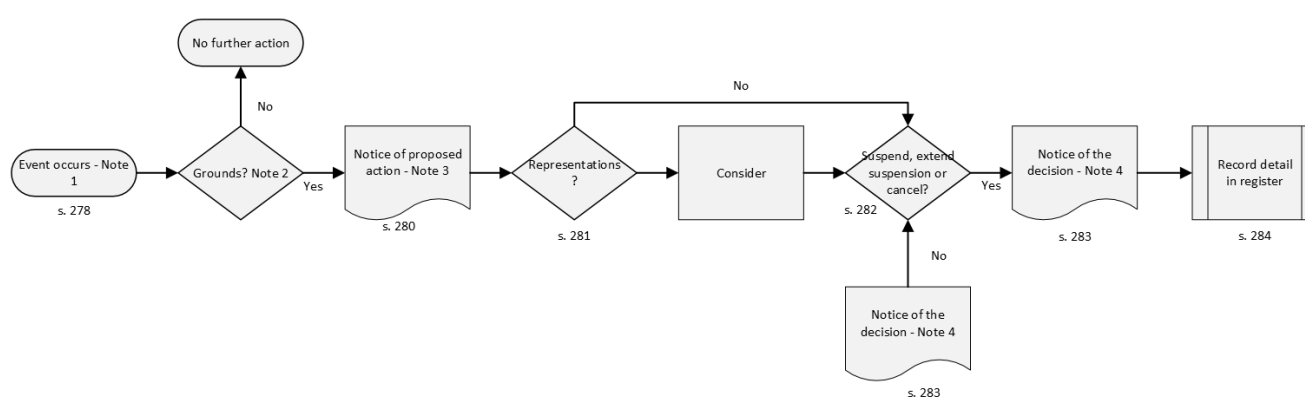 No further action
No
Event occurs - Note
1
s. 278
Grounds? Note 2
Yes
Notice of proposed
action - Note 3
s. 280
Representations
?
s. 281
No
Consider
Suspend, extend
suspension or
cancel?
s. 282
Yes
Notice of the
decision - Note 4
s. 283
Record detail
in register
s. 284
No
Notice of the
decision - Note 4
s. 283